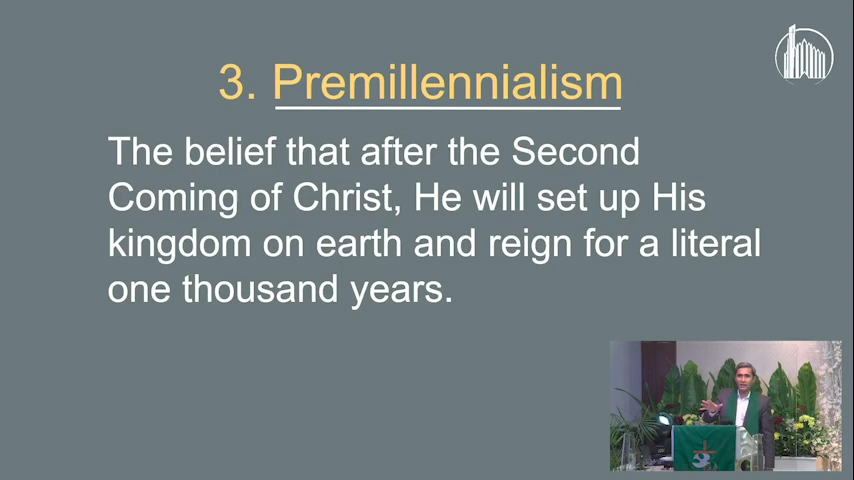 3. Premillennialism
The belief that after the Second
Coming of Christ, He will set up His
kingdom on earth and reign for a literal
one thousand years.